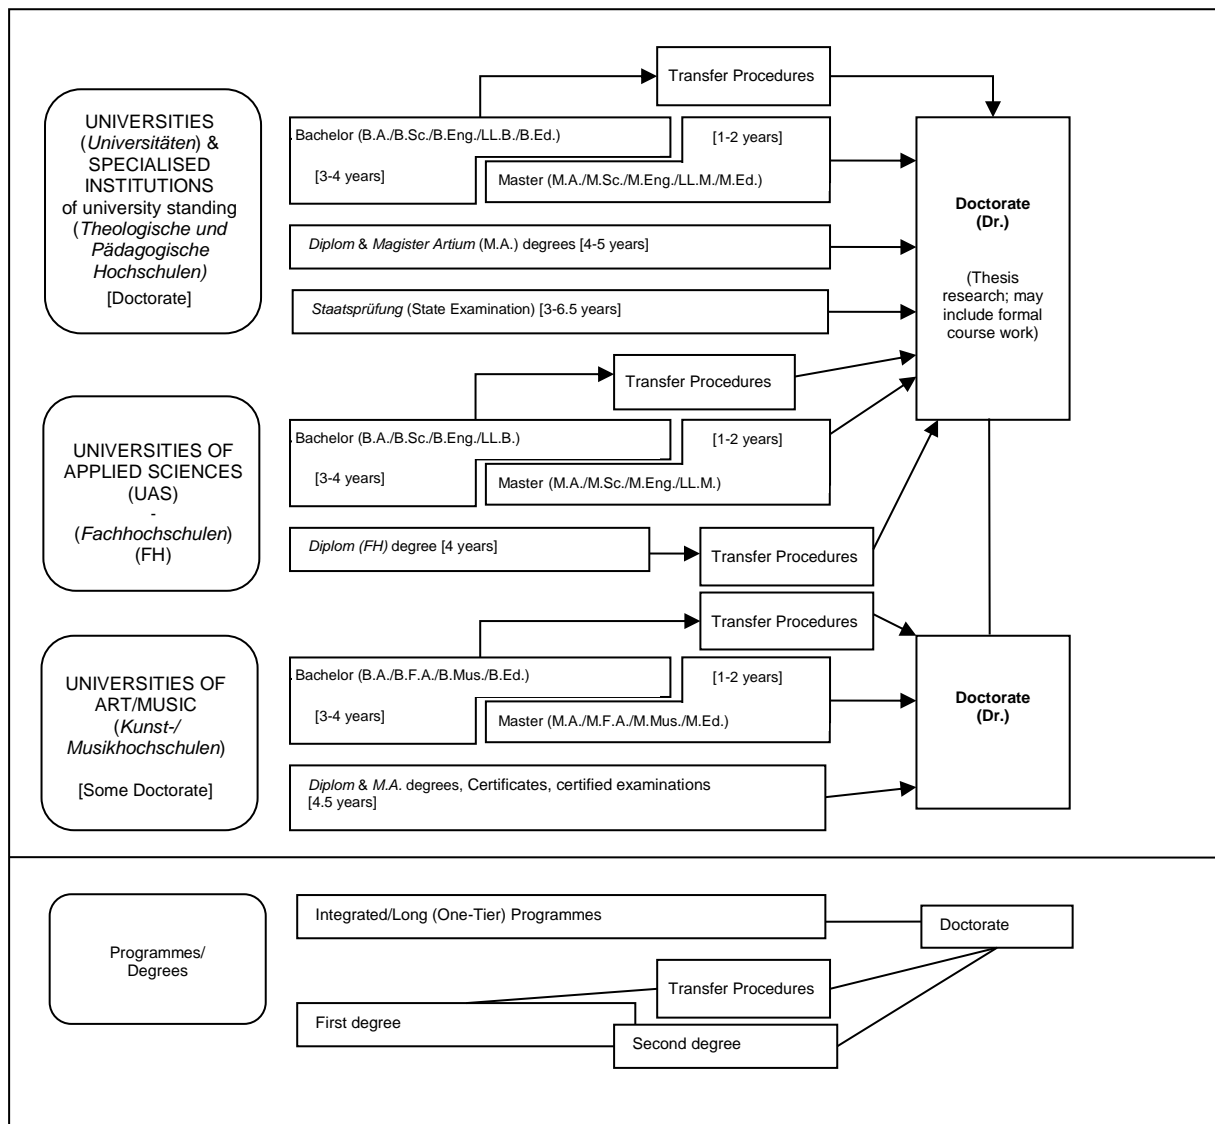 Transfer Procedures
UNIVERSITIES
(Universitäten) &
SPECIALISED
INSTITUTIONS
of university standing
(Theologische und
Pädagogische
Hochschulen)
[Doctorate]
. Bachelor (B.A./B.Sc./B.Eng./LL.B./B.Ed.)
[3-4 years]
[1-2 years]
Master (M.A./M.Sc./M.Eng./LL.M./M.Ed.)
Diplom & Magister Artium (M.A.) degrees [4-5 years]
Staatsprüfung (State Examination) [3-6.5 years]
Doctorate
(Dr.)
(Thesis
research; may
include formal
course work)
Transfer Procedures
UNIVERSITIES OF
APPLIED SCIENCES
(UAS)
-
(Fachhochschulen)
(FH)
. Bachelor (B.A./B.Sc./B.Eng./LL.B.)
[3-4 years]
[1-2 years]
Master (M.A./M.Sc./M.Eng./LL.M.)
Diplom (FH) degree [4 years]
Transfer Procedures
Transfer Procedures
UNIVERSITIES OF
ART/MUSIC
(Kunst-/
Musikhochschulen)
[Some Doctorate]
. Bachelor (B.A./B.F.A./B.Mus./B.Ed.)
[3-4 years]
[1-2 years]
Master (M.A./M.F.A./M.Mus./M.Ed.)
Diplom & M.A. degrees, Certificates, certified examinations
[4.5 years]
Doctorate
(Dr.)
Programmes/
Degrees
Integrated/Long (One-Tier) Programmes
Doctorate
Transfer Procedures
First degree
Second degree